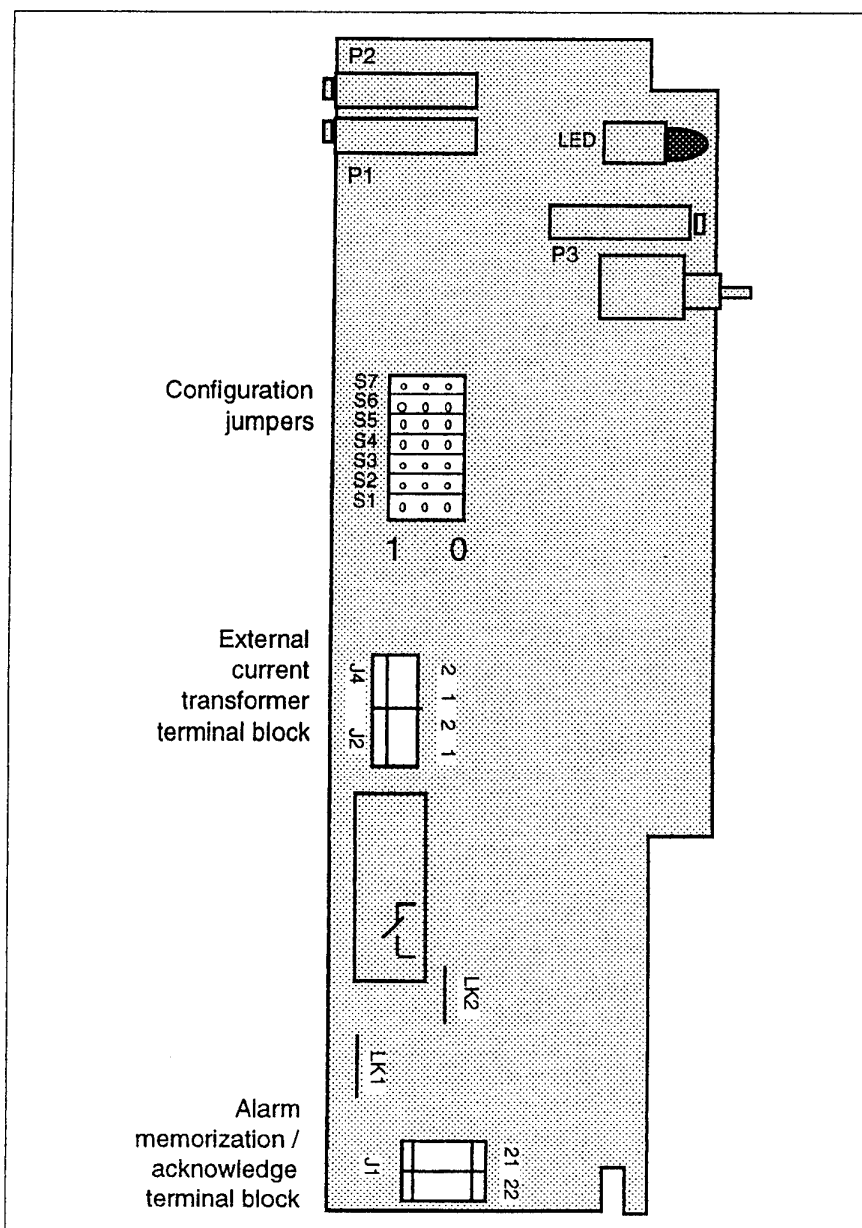 P2
P1
LED
P3
Configuration
jumpers
S7
S6
S5
S4
S3
S2
S1
1 0
External
current
transformer
terminal block
J4
2
1
J2
2
1
LK2
LK1
Alarm
memorization /
acknowledge
terminal block
J1
21
22